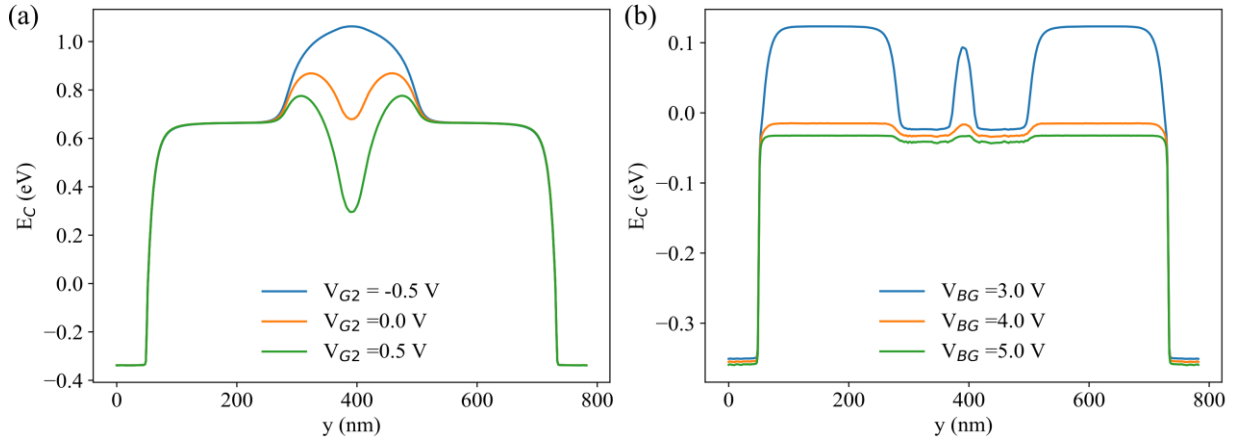 (a)
1.0
0.8
0.6
0.4
0.2
0.0
−0.2
−0.4
E_C (eV)
V_G2 = -0.5 V
V_G2 =0.0 V
V_G2 =0.5 V
0 200 400 600 800
y (nm)
(b)
0.1
0.0
−0.1
−0.2
−0.3
E_C (eV)
V_BG =3.0 V
V_BG =4.0 V
V_BG =5.0 V
0 200 400 600 800
y (nm)